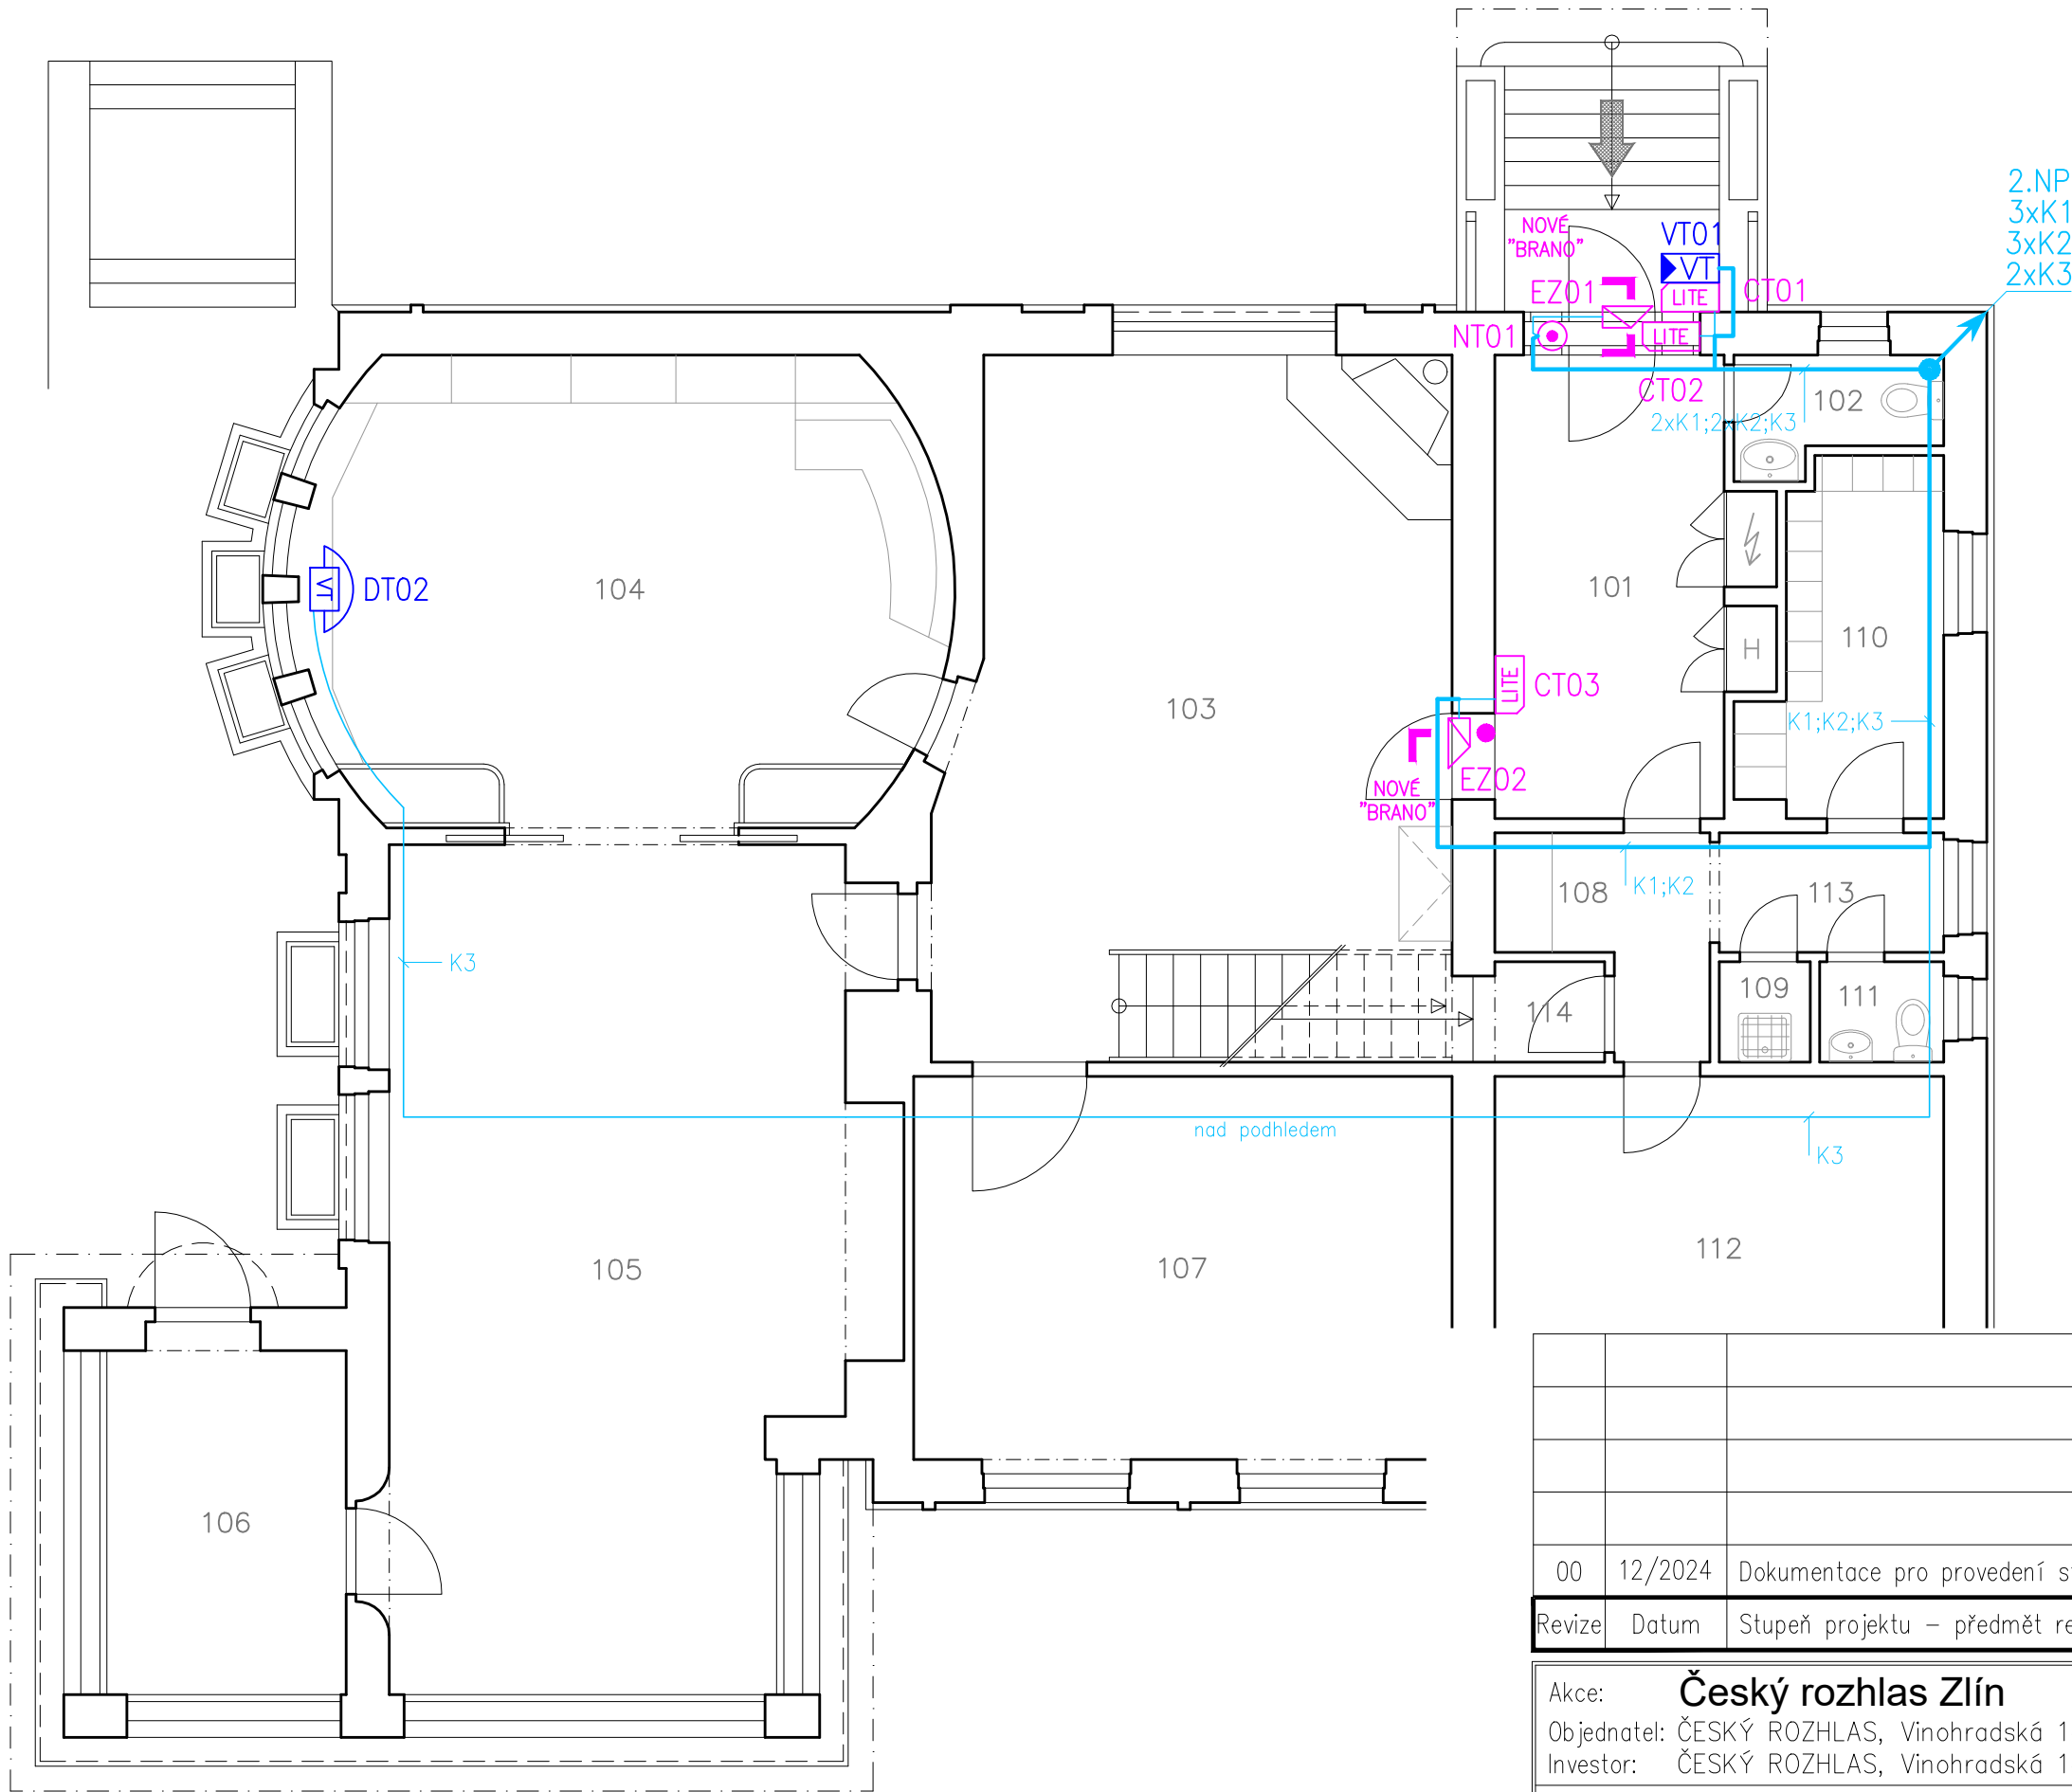 2.NP
3xK1
3xK2
2xK3
NOVÉ
"BRANO"
VT01
VT
EZ01
LITE
CT01
NT01
LITE
CT02
102
2xK1;2xK2;K3
VT
DT02
104
101
110
H
103
LITE
CT03
K1;K2;K3
EZ02
NOVÉ
"BRANO"
108
K1;K2
113
K3
109
111
114
nad podhledem
K3
105
107
112
106
00 12/2024 Dokumentace pro provedení
Revize Datum Stupeň projektu – předmět
Akce: Český rozhlas Zlín
Objednatel: ČESKÝ ROZHLAS, Vinohradská 1
Investor: ČESKÝ ROZHLAS, Vinohradská 1